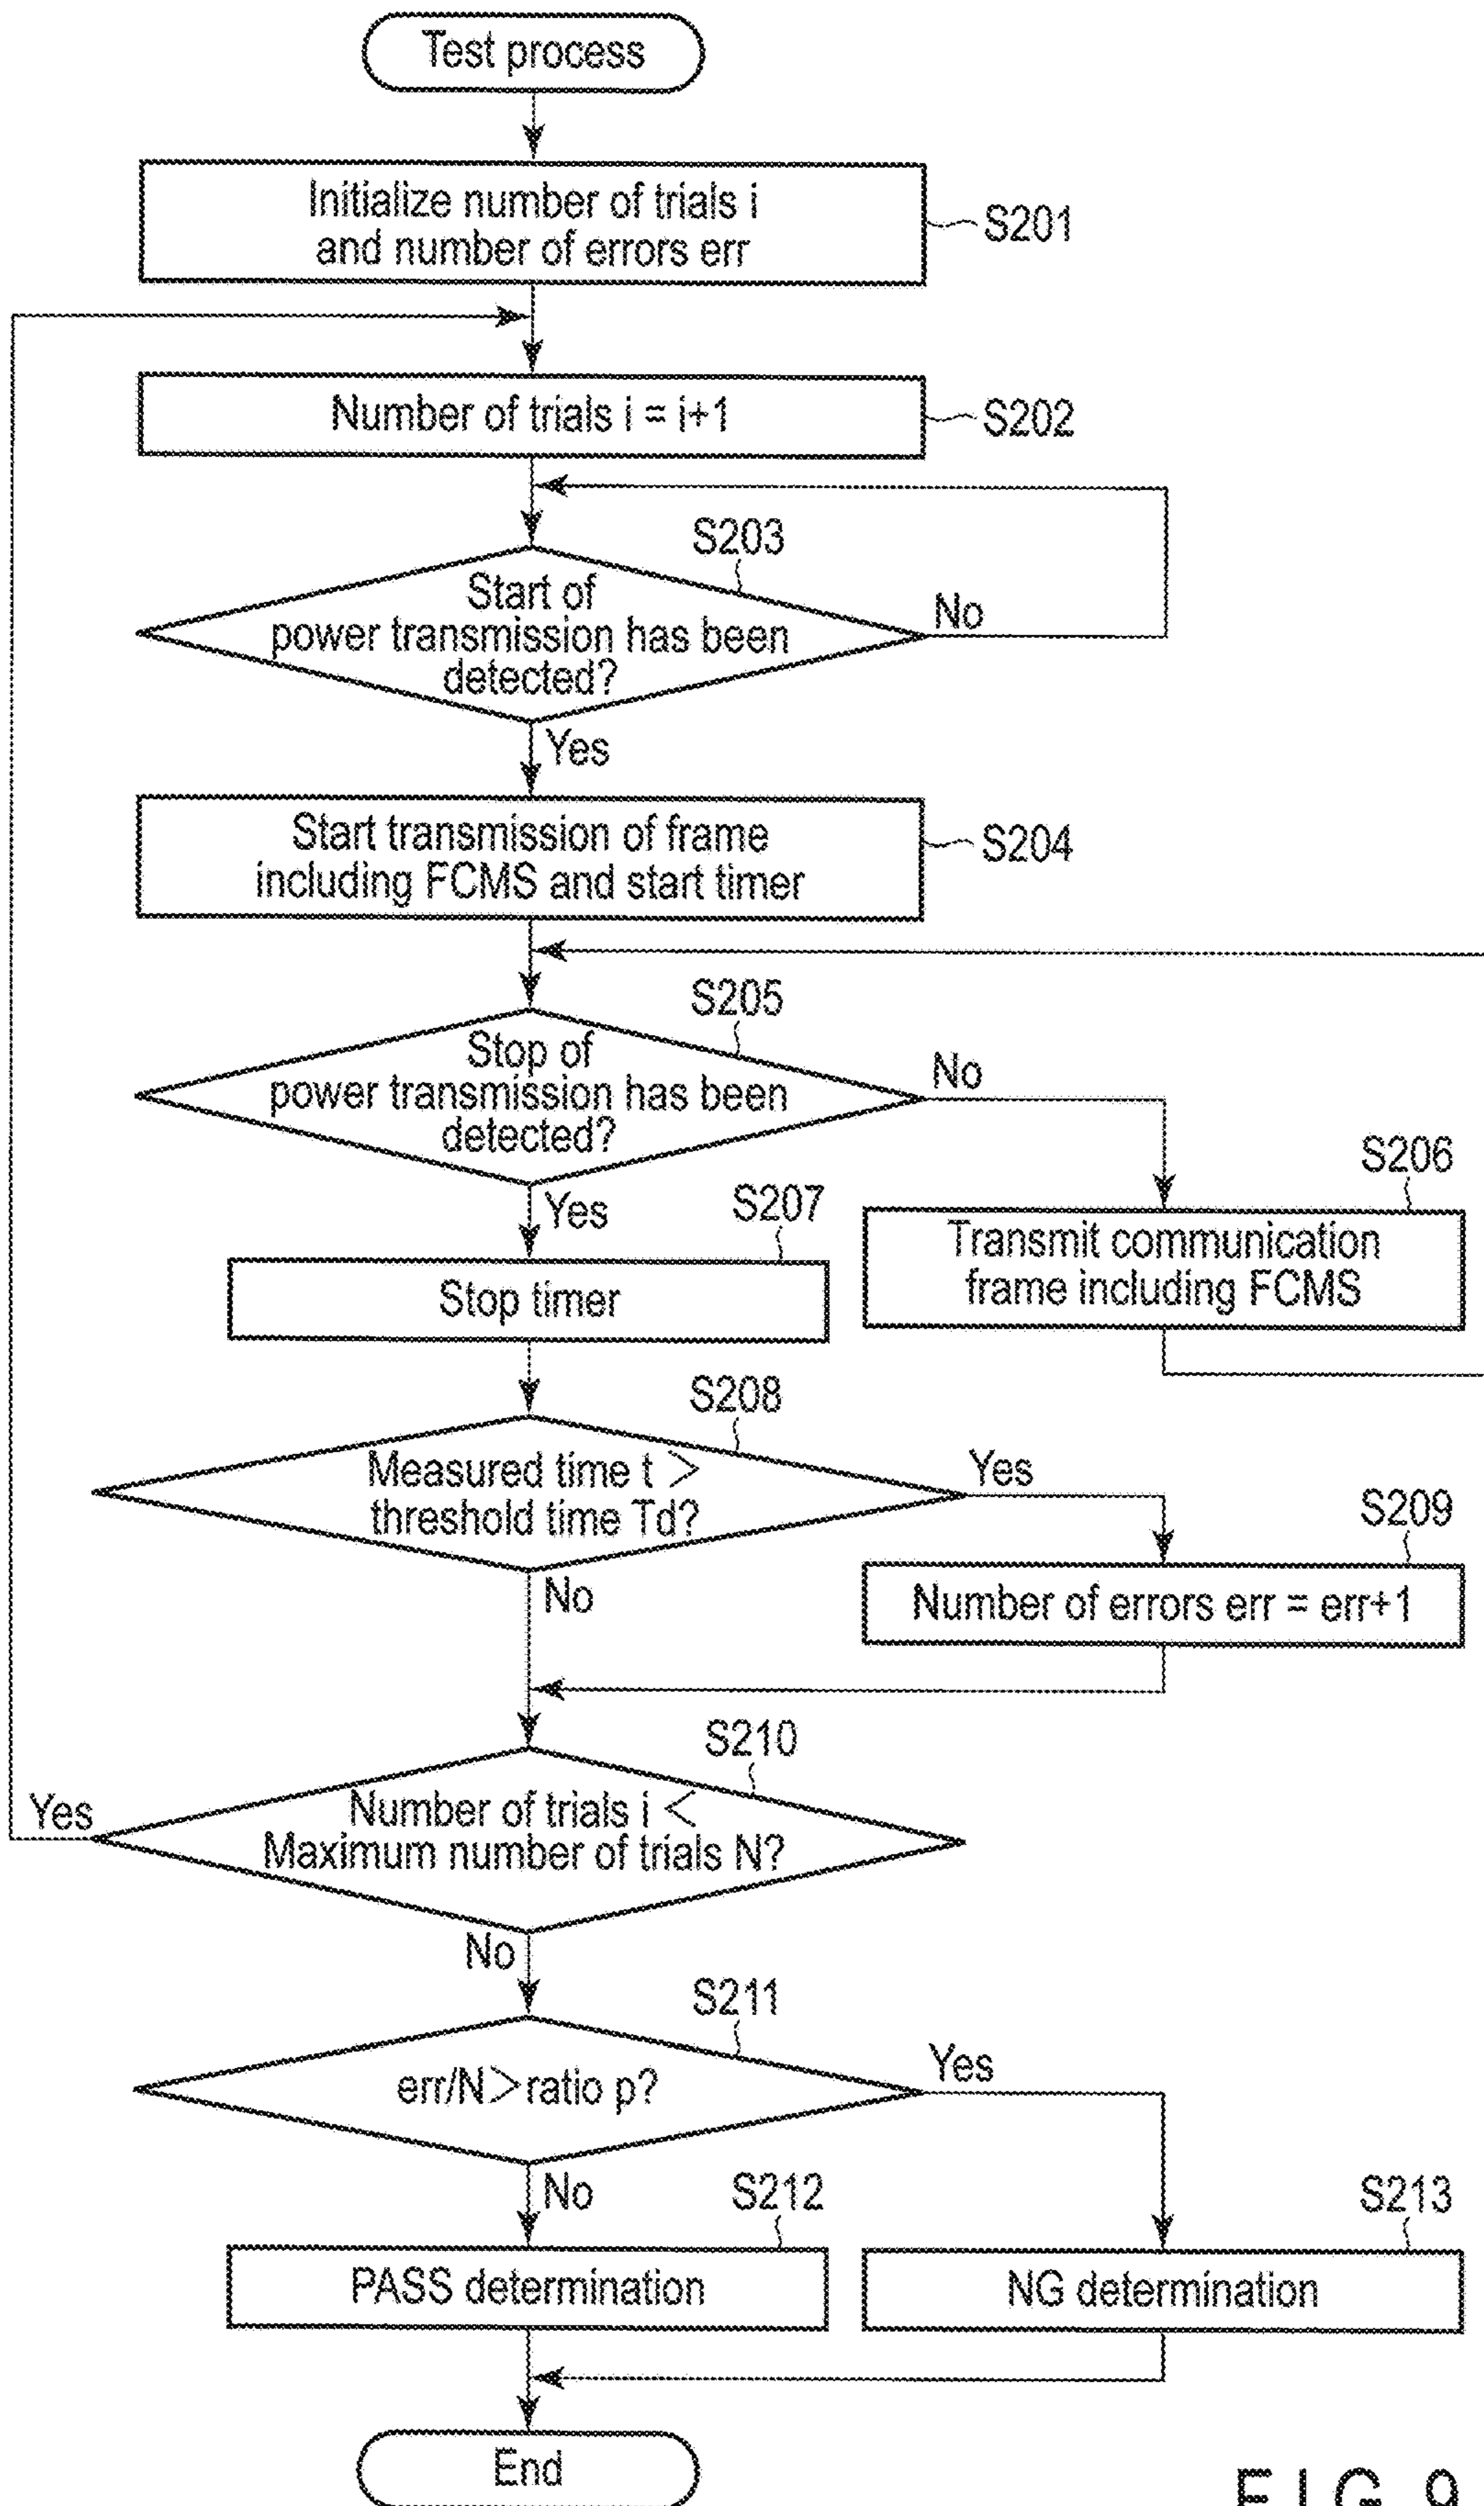 Test process
Initialize number of trials i
and number of errors err
S201
Number of trials i = i+1
S202
S203
Start of
power transmission has been
detected?
No
Yes
Start transmission of frame
including FCMS and start timer
S204
S205
Stop of
power transmission has been
detected?
No
Yes
S206
Transmit communication
frame including FCMS
S207
Stop timer
S208
Measured time t >
threshold time Td?
Yes
No
S209
Number of errors err = err+1
S210
Number of trials i <
Maximum number of trials N?
Yes
No
S211
err/N>ratio p?
Yes
No
S212
PASS determination
S213
NG determination
End
FIG. 9